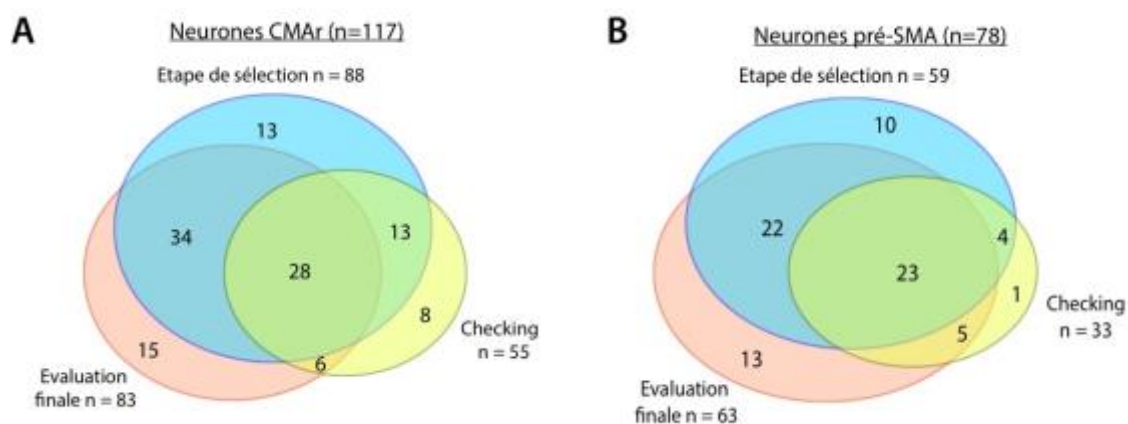 A
Neurones CMAr (n=117)
Etape de sélection n = 88
13
34
13
28
8
15
6
Checking
n = 55
Evaluation
finale n = 83
B
Neurones pré-SMA (n=78)
Etape de sélection n = 59
10
22
4
23
1
5
13
Checking
n = 33
Evaluation
finale n = 63